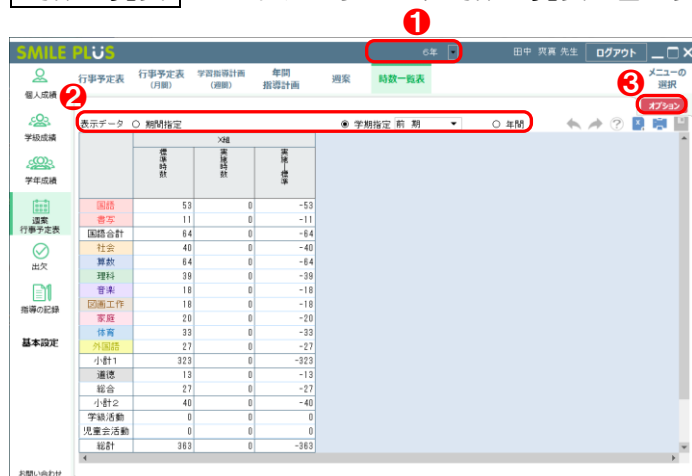 ❶
SMILE PLUS 6年 田中 爽真 先生 ログアウト
行事予定表 行事予定表(月間) 学習指導計画(週間) 年間指導計画 週案 時数一覧表 メニューの選択
❷ ❸
オプション
表示データ 期間指定 学期指定 前 期 年間
個人成績
学級成績
学年成績
週案
行事予定表
出欠
指導の記録
基本設定
お問い合わせ
X組
標準時数 実施時数 実施ー標準
国語 53 0 -53
書写 11 0 -11
国語合計 64 0 -64
社会 40 0 -40
算数 64 0 -64
理科 39 0 -39
音楽 18 0 -18
図画工作 18 0 -18
家庭 20 0 -20
体育 33 0 -33
外国語 27 0 -27
小計1 323 0 -323
道徳 13 0 -13
総合 27 0 -27
小計2 40 0 -40
学級活動 0 0 0
児童会活動 0 0 0
総計 363 0 -363